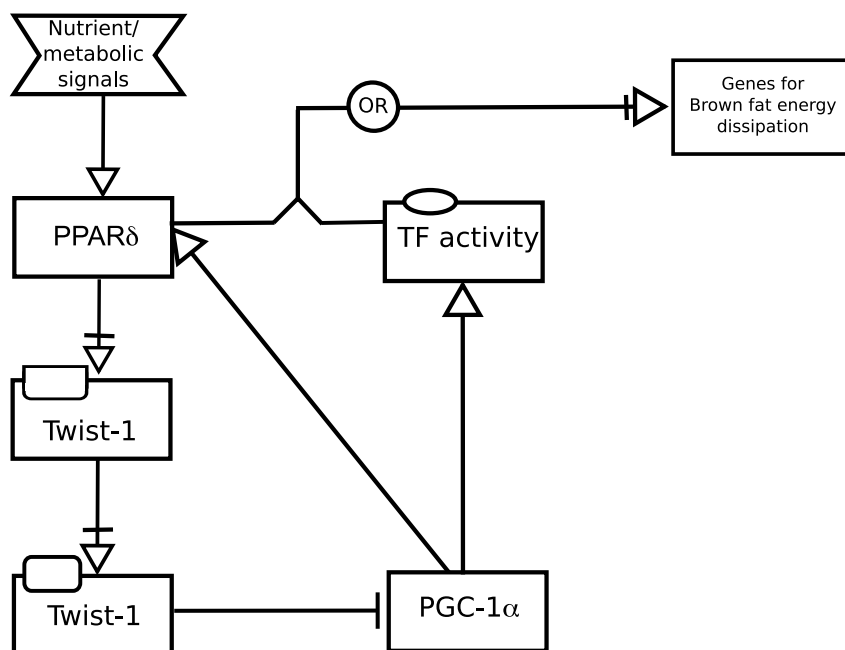 Nutrient/
metabolic
signals
OR
Genes for
Brown fat energy
dissipation
PPARδ
TF activity
Twist-1
Twist-1
PGC-1α